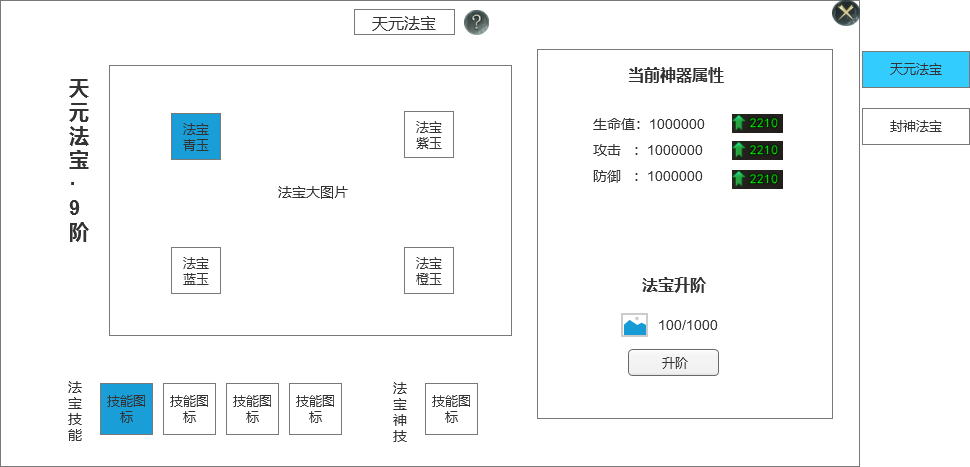 天元法宝
?
天元法宝·9阶
法宝
青玉
法宝
紫玉
法宝大图片
法宝
蓝玉
法宝
橙玉
法宝技能
技能图
标
技能图
标
技能图
标
技能图
标
法宝神技
技能图
标
当前神器属性
生命值：1000000 2210
攻击 ：1000000 2210
防御 ：1000000 2210
法宝升阶
100/1000
升阶
天元法宝
封神法宝